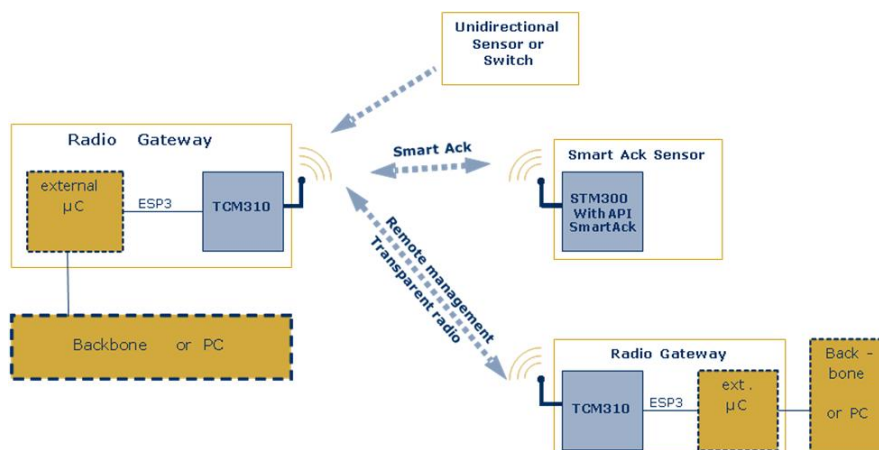 Unidirectional
Sensor or
Switch
Radio Gateway
external
µC
ESP3
TCM310
Backbone or PC
Smart Ack
Smart Ack Sensor
STM300
With API
SmartAck
Remote management
Transparent radio
Radio Gateway
TCM310
ESP3
ext.
µC
Back -
bone
or PC